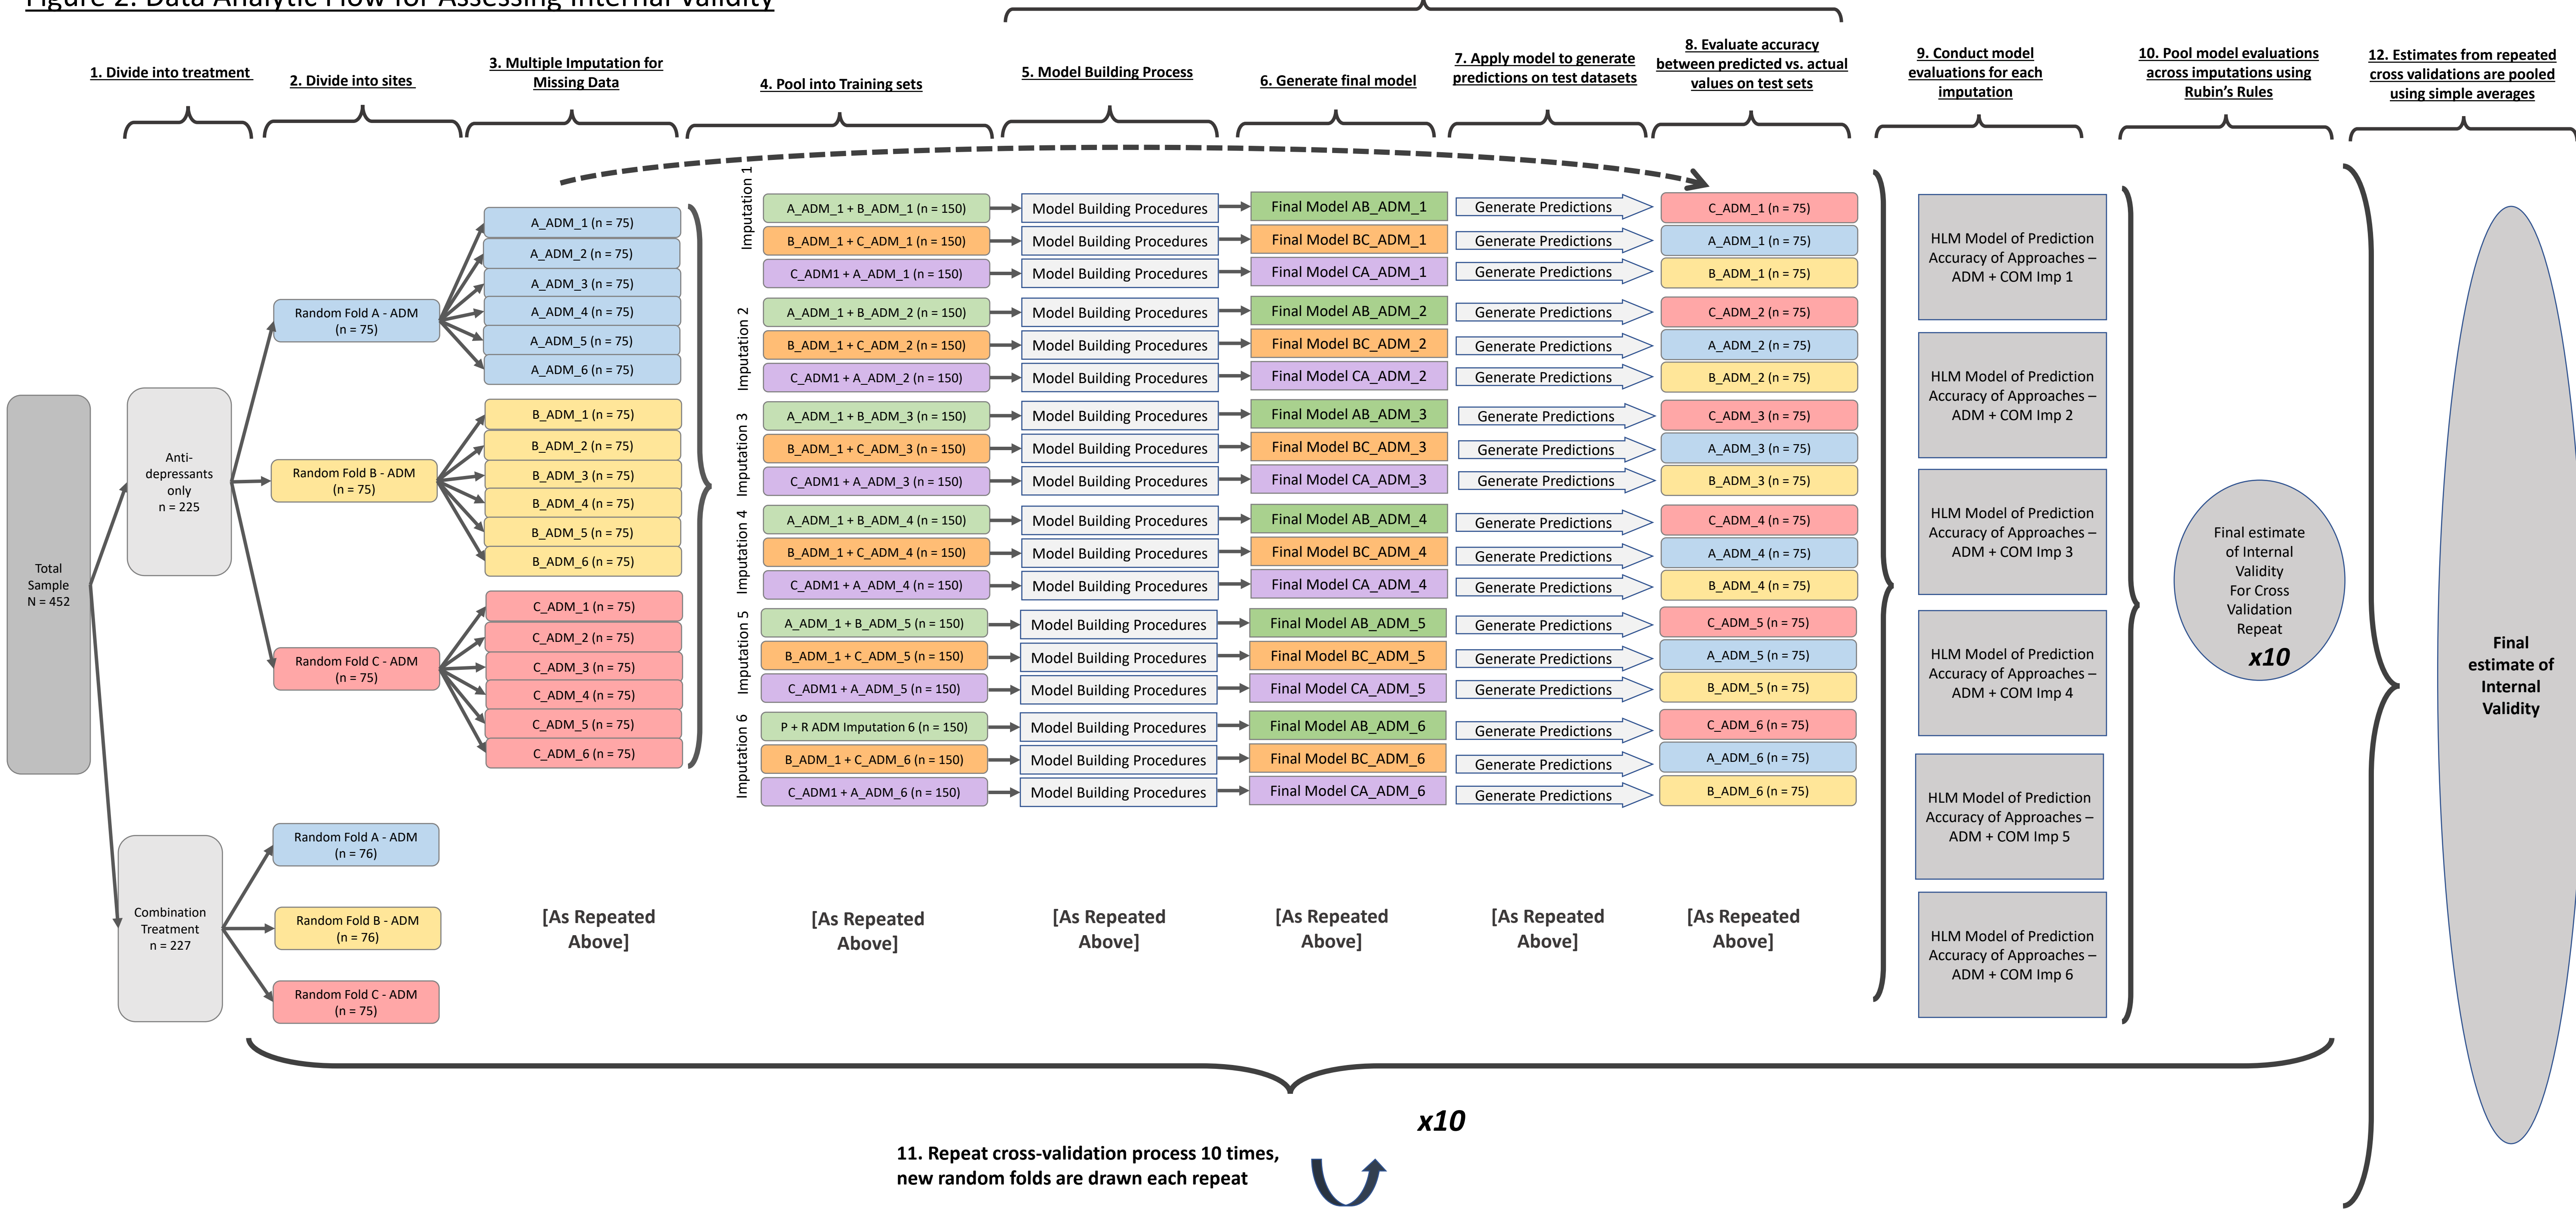 Figure 2. Data Analytic Flow for Assessing Internal Validity
1. Divide into treatment
2. Divide into sites
3. Multiple Imputation for
Missing Data
4. Pool into Training sets
5. Model Building Process
6. Generate final model
7. Apply model to generate
predictions on test datasets
8. Evaluate accuracy
between predicted vs. actual
values on test sets
9. Conduct model
evaluations for each
imputation
10. Pool model evaluations
across imputations using
Rubin's Rules
12. Estimates from repeated
cross validations are pooled
using simple averages
Total
Sample
N = 452
Anti-
depressants
only
n = 225
Combination
Treatment
n = 227
Random Fold A - ADM
(n = 75)
Random Fold B - ADM
(n = 75)
Random Fold C - ADM
(n = 75)
Random Fold A - ADM
(n = 76)
Random Fold B - ADM
(n = 76)
Random Fold C - ADM
(n = 75)
A_ADM_1 (n = 75)
A_ADM_2 (n = 75)
A_ADM_3 (n = 75)
A_ADM_4 (n = 75)
A_ADM_5 (n = 75)
A_ADM_6 (n = 75)
B_ADM_1 (n = 75)
B_ADM_2 (n = 75)
B_ADM_3 (n = 75)
B_ADM_4 (n = 75)
B_ADM_5 (n = 75)
B_ADM_6 (n = 75)
C_ADM_1 (n = 75)
C_ADM_2 (n = 75)
C_ADM_3 (n = 75)
C_ADM_4 (n = 75)
C_ADM_5 (n = 75)
C_ADM_6 (n = 75)
[As Repeated
Above]
Imputation 1
A_ADM_1 + B_ADM_1 (n = 150)
Model Building Procedures
Final Model AB_ADM_1
Generate Predictions
C_ADM_1 (n = 75)
B_ADM_1 + C_ADM_1 (n = 150)
Model Building Procedures
Final Model BC_ADM_1
Generate Predictions
A_ADM_1 (n = 75)
C_ADM1 + A_ADM_1 (n = 150)
Model Building Procedures
Final Model CA_ADM_1
Generate Predictions
B_ADM_1 (n = 75)
Imputation 2
A_ADM_1 + B_ADM_2 (n = 150)
Model Building Procedures
Final Model AB_ADM_2
Generate Predictions
C_ADM_2 (n = 75)
B_ADM_1 + C_ADM_2 (n = 150)
Model Building Procedures
Final Model BC_ADM_2
Generate Predictions
A_ADM_2 (n = 75)
C_ADM1 + A_ADM_2 (n = 150)
Model Building Procedures
Final Model CA_ADM_2
Generate Predictions
B_ADM_2 (n = 75)
Imputation 3
A_ADM_1 + B_ADM_3 (n = 150)
Model Building Procedures
Final Model AB_ADM_3
Generate Predictions
C_ADM_3 (n = 75)
B_ADM_1 + C_ADM_3 (n = 150)
Model Building Procedures
Final Model BC_ADM_3
Generate Predictions
A_ADM_3 (n = 75)
C_ADM1 + A_ADM_3 (n = 150)
Model Building Procedures
Final Model CA_ADM_3
Generate Predictions
B_ADM_3 (n = 75)
Imputation 4
A_ADM_1 + B_ADM_4 (n = 150)
Model Building Procedures
Final Model AB_ADM_4
Generate Predictions
C_ADM_4 (n = 75)
B_ADM_1 + C_ADM_4 (n = 150)
Model Building Procedures
Final Model BC_ADM_4
Generate Predictions
A_ADM_4 (n = 75)
C_ADM1 + A_ADM_4 (n = 150)
Model Building Procedures
Final Model CA_ADM_4
Generate Predictions
B_ADM_4 (n = 75)
Imputation 5
A_ADM_1 + B_ADM_5 (n = 150)
Model Building Procedures
Final Model AB_ADM_5
Generate Predictions
C_ADM_5 (n = 75)
B_ADM_1 + C_ADM_5 (n = 150)
Model Building Procedures
Final Model BC_ADM_5
Generate Predictions
A_ADM_5 (n = 75)
C_ADM1 + A_ADM_5 (n = 150)
Model Building Procedures
Final Model CA_ADM_5
Generate Predictions
B_ADM_5 (n = 75)
Imputation 6
P + R ADM Imputation 6 (n = 150)
Model Building Procedures
Final Model AB_ADM_6
Generate Predictions
C_ADM_6 (n = 75)
B_ADM_1 + C_ADM_6 (n = 150)
Model Building Procedures
Final Model BC_ADM_6
Generate Predictions
A_ADM_6 (n = 75)
C_ADM1 + A_ADM_6 (n = 150)
Model Building Procedures
Final Model CA_ADM_6
Generate Predictions
B_ADM_6 (n = 75)
[As Repeated
Above]
[As Repeated
Above]
[As Repeated
Above]
[As Repeated
Above]
[As Repeated
Above]
HLM Model of Prediction
Accuracy of Approaches –
ADM + COM Imp 1
HLM Model of Prediction
Accuracy of Approaches –
ADM + COM Imp 2
HLM Model of Prediction
Accuracy of Approaches –
ADM + COM Imp 3
HLM Model of Prediction
Accuracy of Approaches –
ADM + COM Imp 4
HLM Model of Prediction
Accuracy of Approaches –
ADM + COM Imp 5
HLM Model of Prediction
Accuracy of Approaches –
ADM + COM Imp 6
Final estimate
of Internal
Validity
For Cross
Validation
Repeat
x10
Final
estimate of
Internal
Validity
x10
11. Repeat cross-validation process 10 times,
new random folds are drawn each repeat